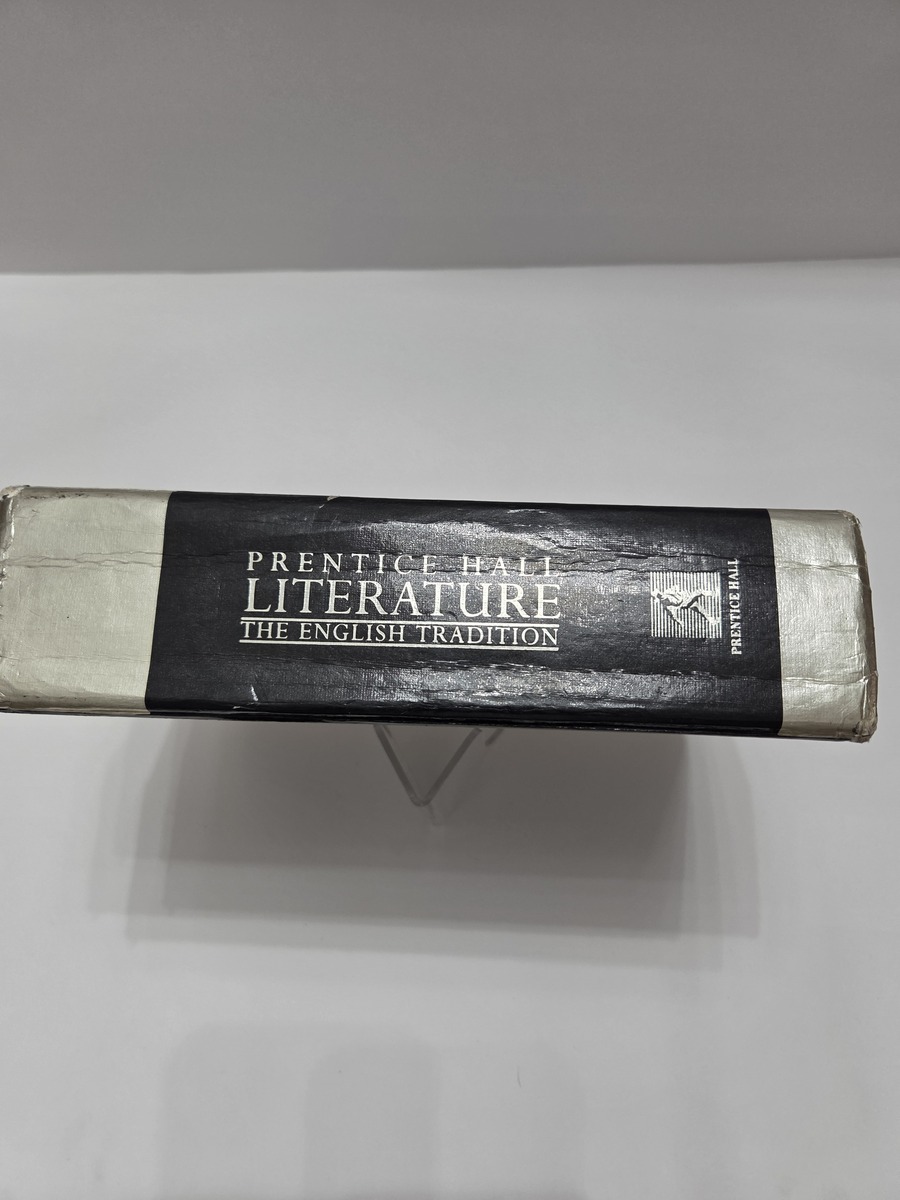 PRENTICE HALL
LITERATURE
THE ENGLISH TRADITION
PRENTICE HALL